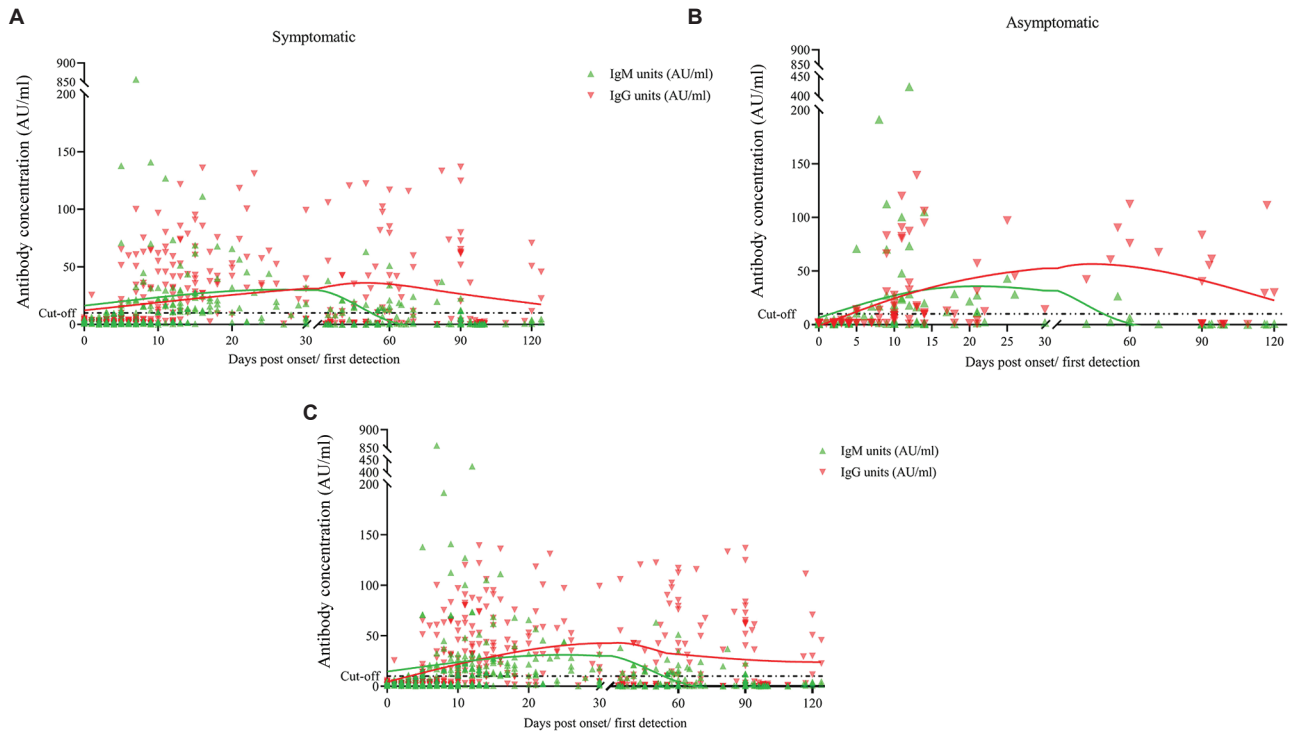 A
Symptomatic
Antibody concentration (AU/ml)
900
850
200
150
100
50
Cut-off
0
0
10
20
30
60
90
120
Days post onset/ first detection
IgM units (AU/ml)
IgG units (AU/ml)
B
Asymptomatic
Antibody concentration (AU/ml)
900
850
450
400
200
150
100
50
Cut-off
0
0
5
10
15
20
25
30
60
90
120
Days post onset/ first detection
C
Antibody concentration (AU/ml)
900
850
450
400
200
150
100
50
Cut-off
0
0
10
20
30
60
90
120
Days post onset/ first detection
IgM units (AU/ml)
IgG units (AU/ml)